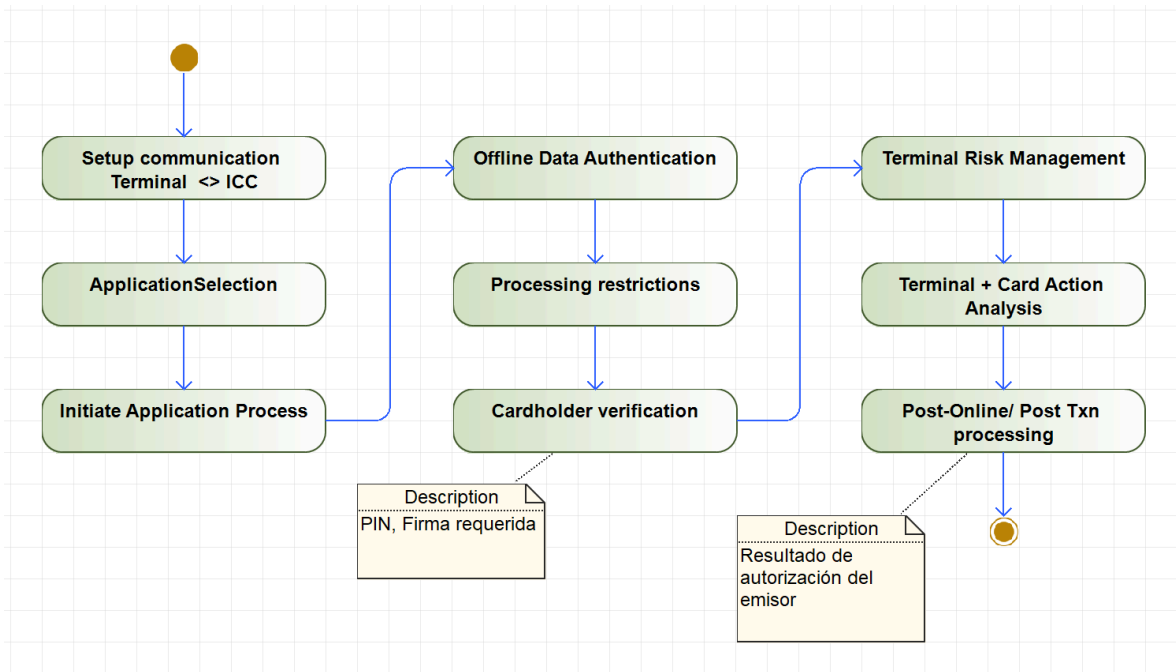 Setup communication
Terminal <> ICC
ApplicationSelection
Initiate Application Process
Offline Data Authentication
Processing restrictions
Cardholder verification
Description
PIN, Firma requerida
Terminal Risk Management
Terminal + Card Action
Analysis
Post-Online/ Post Txn
processing
Description
Resultado de
autorización del
emisor